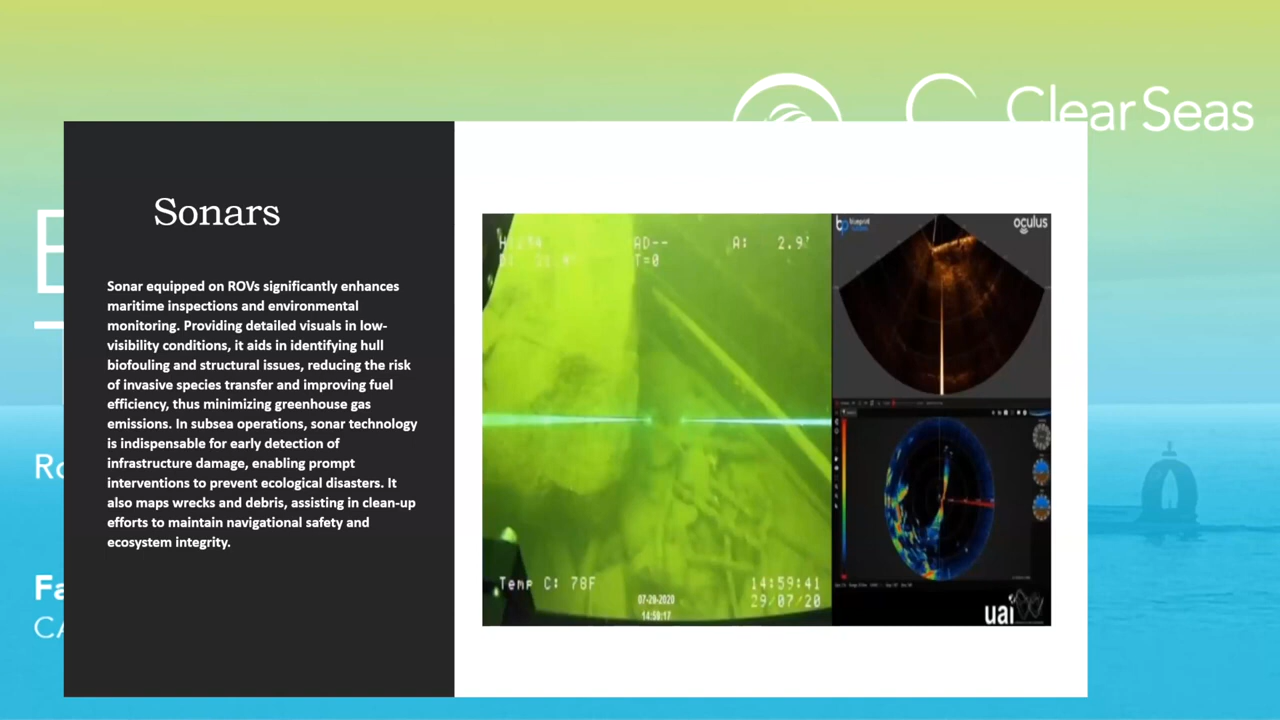 Clear Seas
Sonars
Sonar equipped on ROVs significantly enhances
maritime inspections and environmental
monitoring. Providing detailed visuals in low-
visibility conditions, it aids in identifying hull
biofouling and structural issues, reducing the risk
of invasive species transfer and improving fuel
efficiency, thus minimizing greenhouse gas
emissions. In subsea operations, sonar technology
is indispensable for early detection of
infrastructure damage, enabling prompt
interventions to prevent ecological disasters. It
also maps wrecks and debris, assisting in clean-up
efforts to maintain navigational safety and
ecosystem integrity.
AD--
A: 2.9'
T=0
Temp C: 78F
14:59:41
29/07/20
07-29-2020
14:59:17
blueprint
oculus
uai
E
Ro
Fa
CA